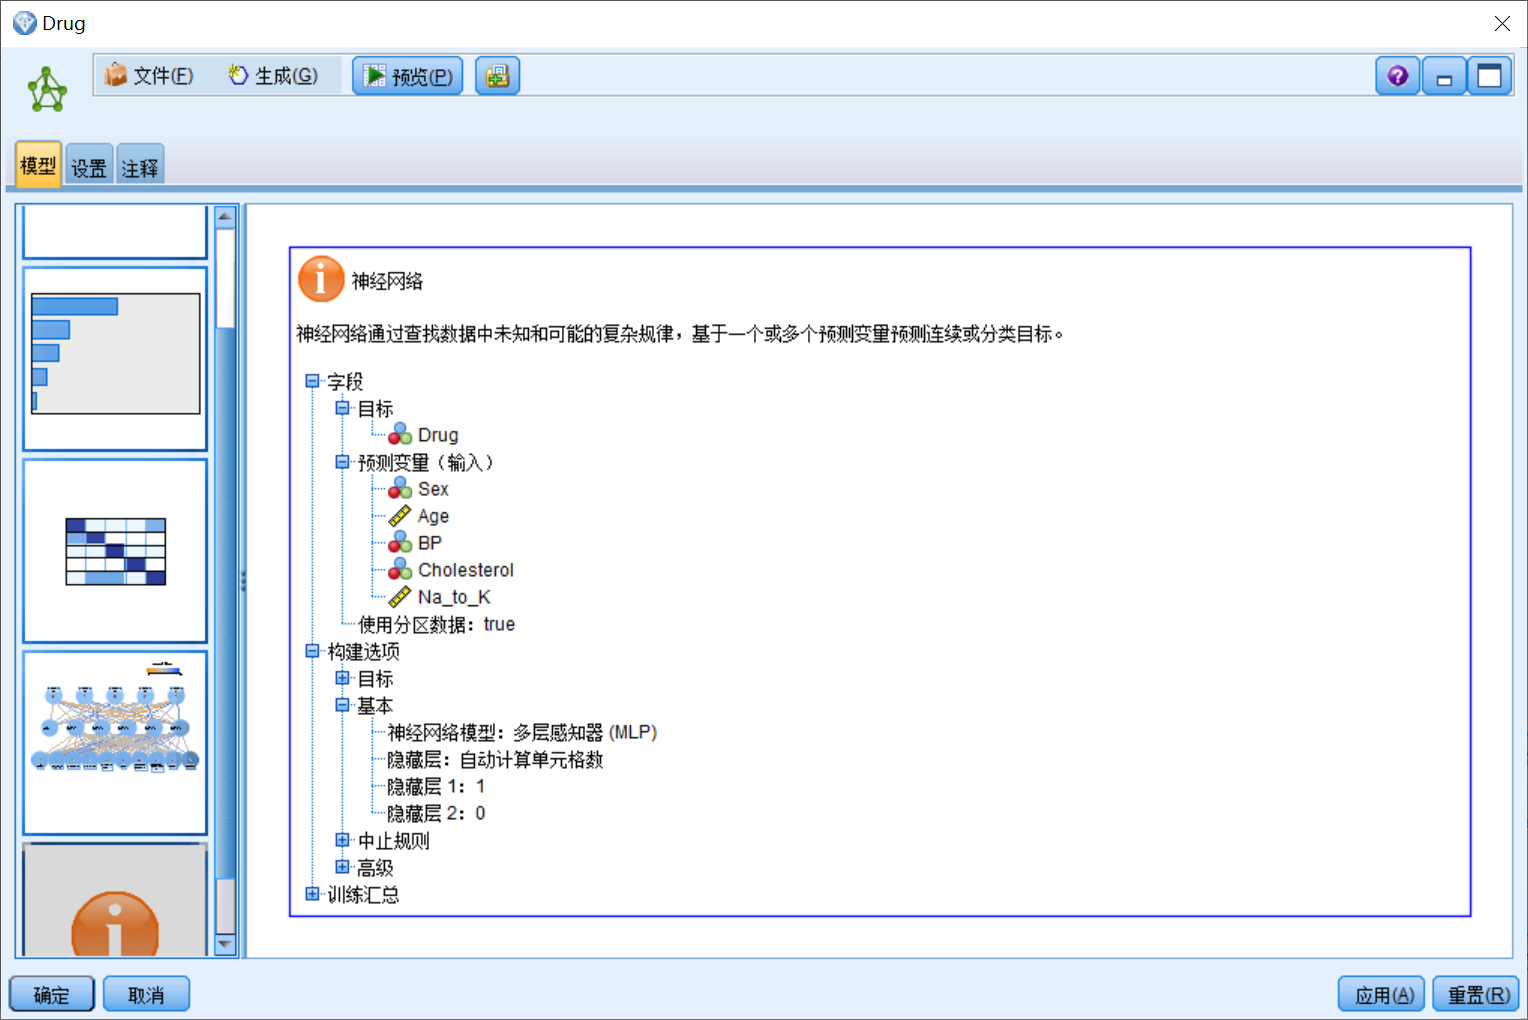 Drug
文件(F)
生成(G)
预览(P)
模型
设置
注释
神经网络
神经网络通过查找数据中未知和可能的复杂规律，基于一个或多个预测变量预测连续或分类目标。
字段
目标
Drug
预测变量（输入）
Sex
Age
BP
Cholesterol
Na_to_K
使用分区数据：true
构建选项
目标
基本
神经网络模型：多层感知器 (MLP)
隐藏层：自动计算单元格数
隐藏层 1：1
隐藏层 2：0
中止规则
高级
训练汇总
确定
取消
应用(A)
重置(R)